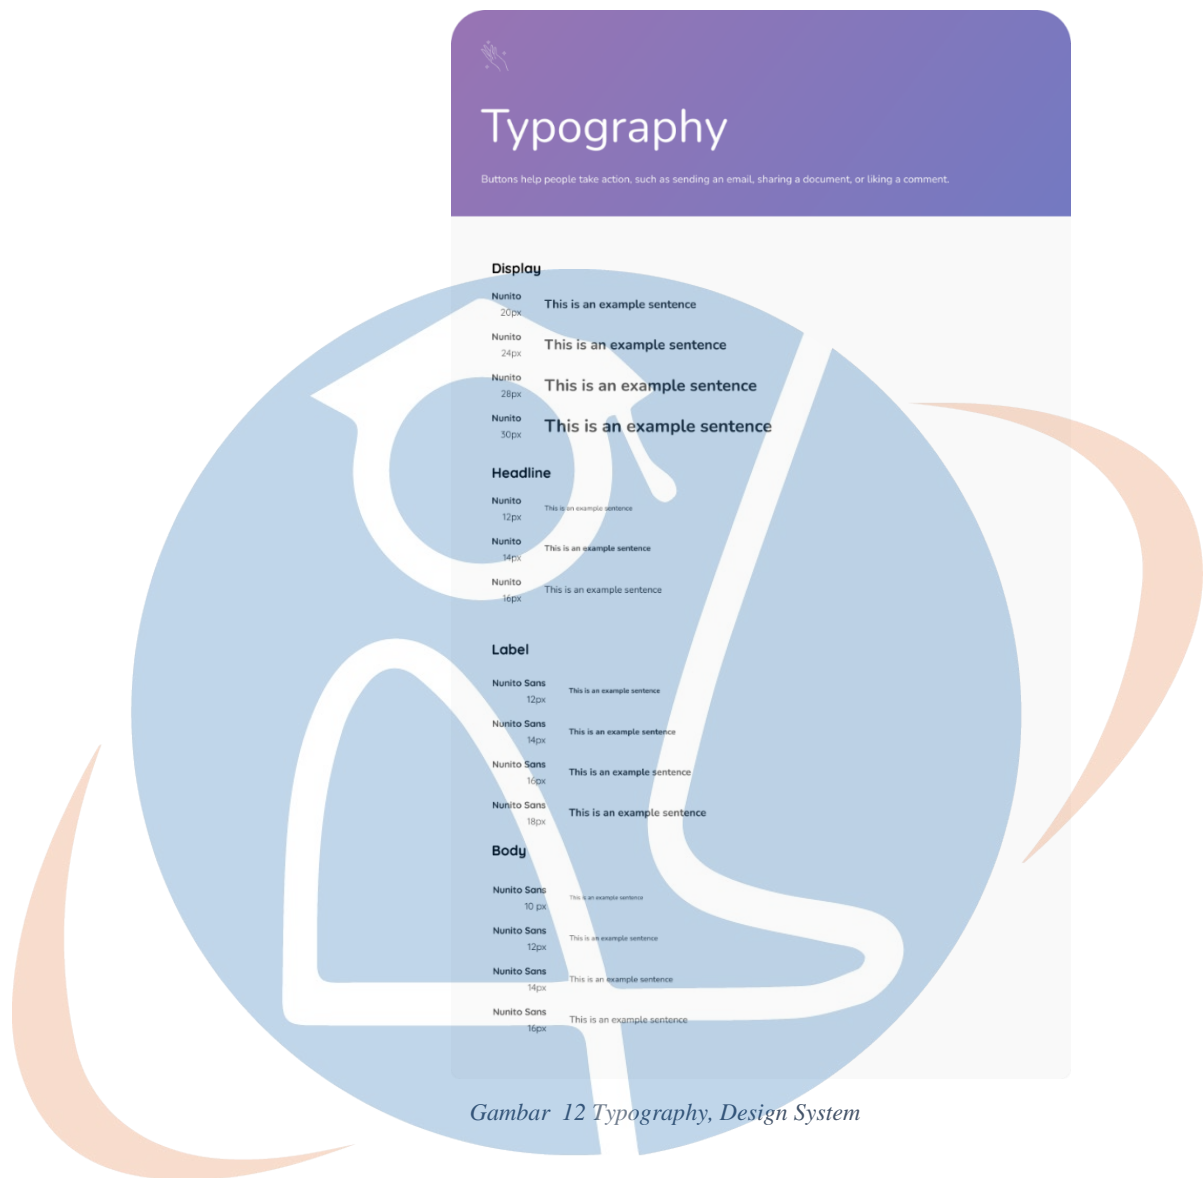 Typography
Buttons help people take action, such as sending an email, sharing a document, or liking a comment.
Display
Nunito
20px
This is an example sentence
Nunito
24px
This is an example sentence
Nunito
28px
This is an example sentence
Nunito
30px
This is an example sentence
Headline
Nunito
12px
This is an example sentence
Nunito
14px
This is an example sentence
Nunito
16px
This is an example sentence
Label
Nunito Sans
12px
This is an example sentence
Nunito Sans
14px
This is an example sentence
Nunito Sans
16px
This is an example sentence
Nunito Sans
18px
This is an example sentence
Body
Nunito Sans
10 px
This is an example sentence
Nunito Sans
12px
This is an example sentence
Nunito Sans
14px
This is an example sentence
Nunito Sans
16px
This is an example sentence
Gambar 12 Typography, Design System